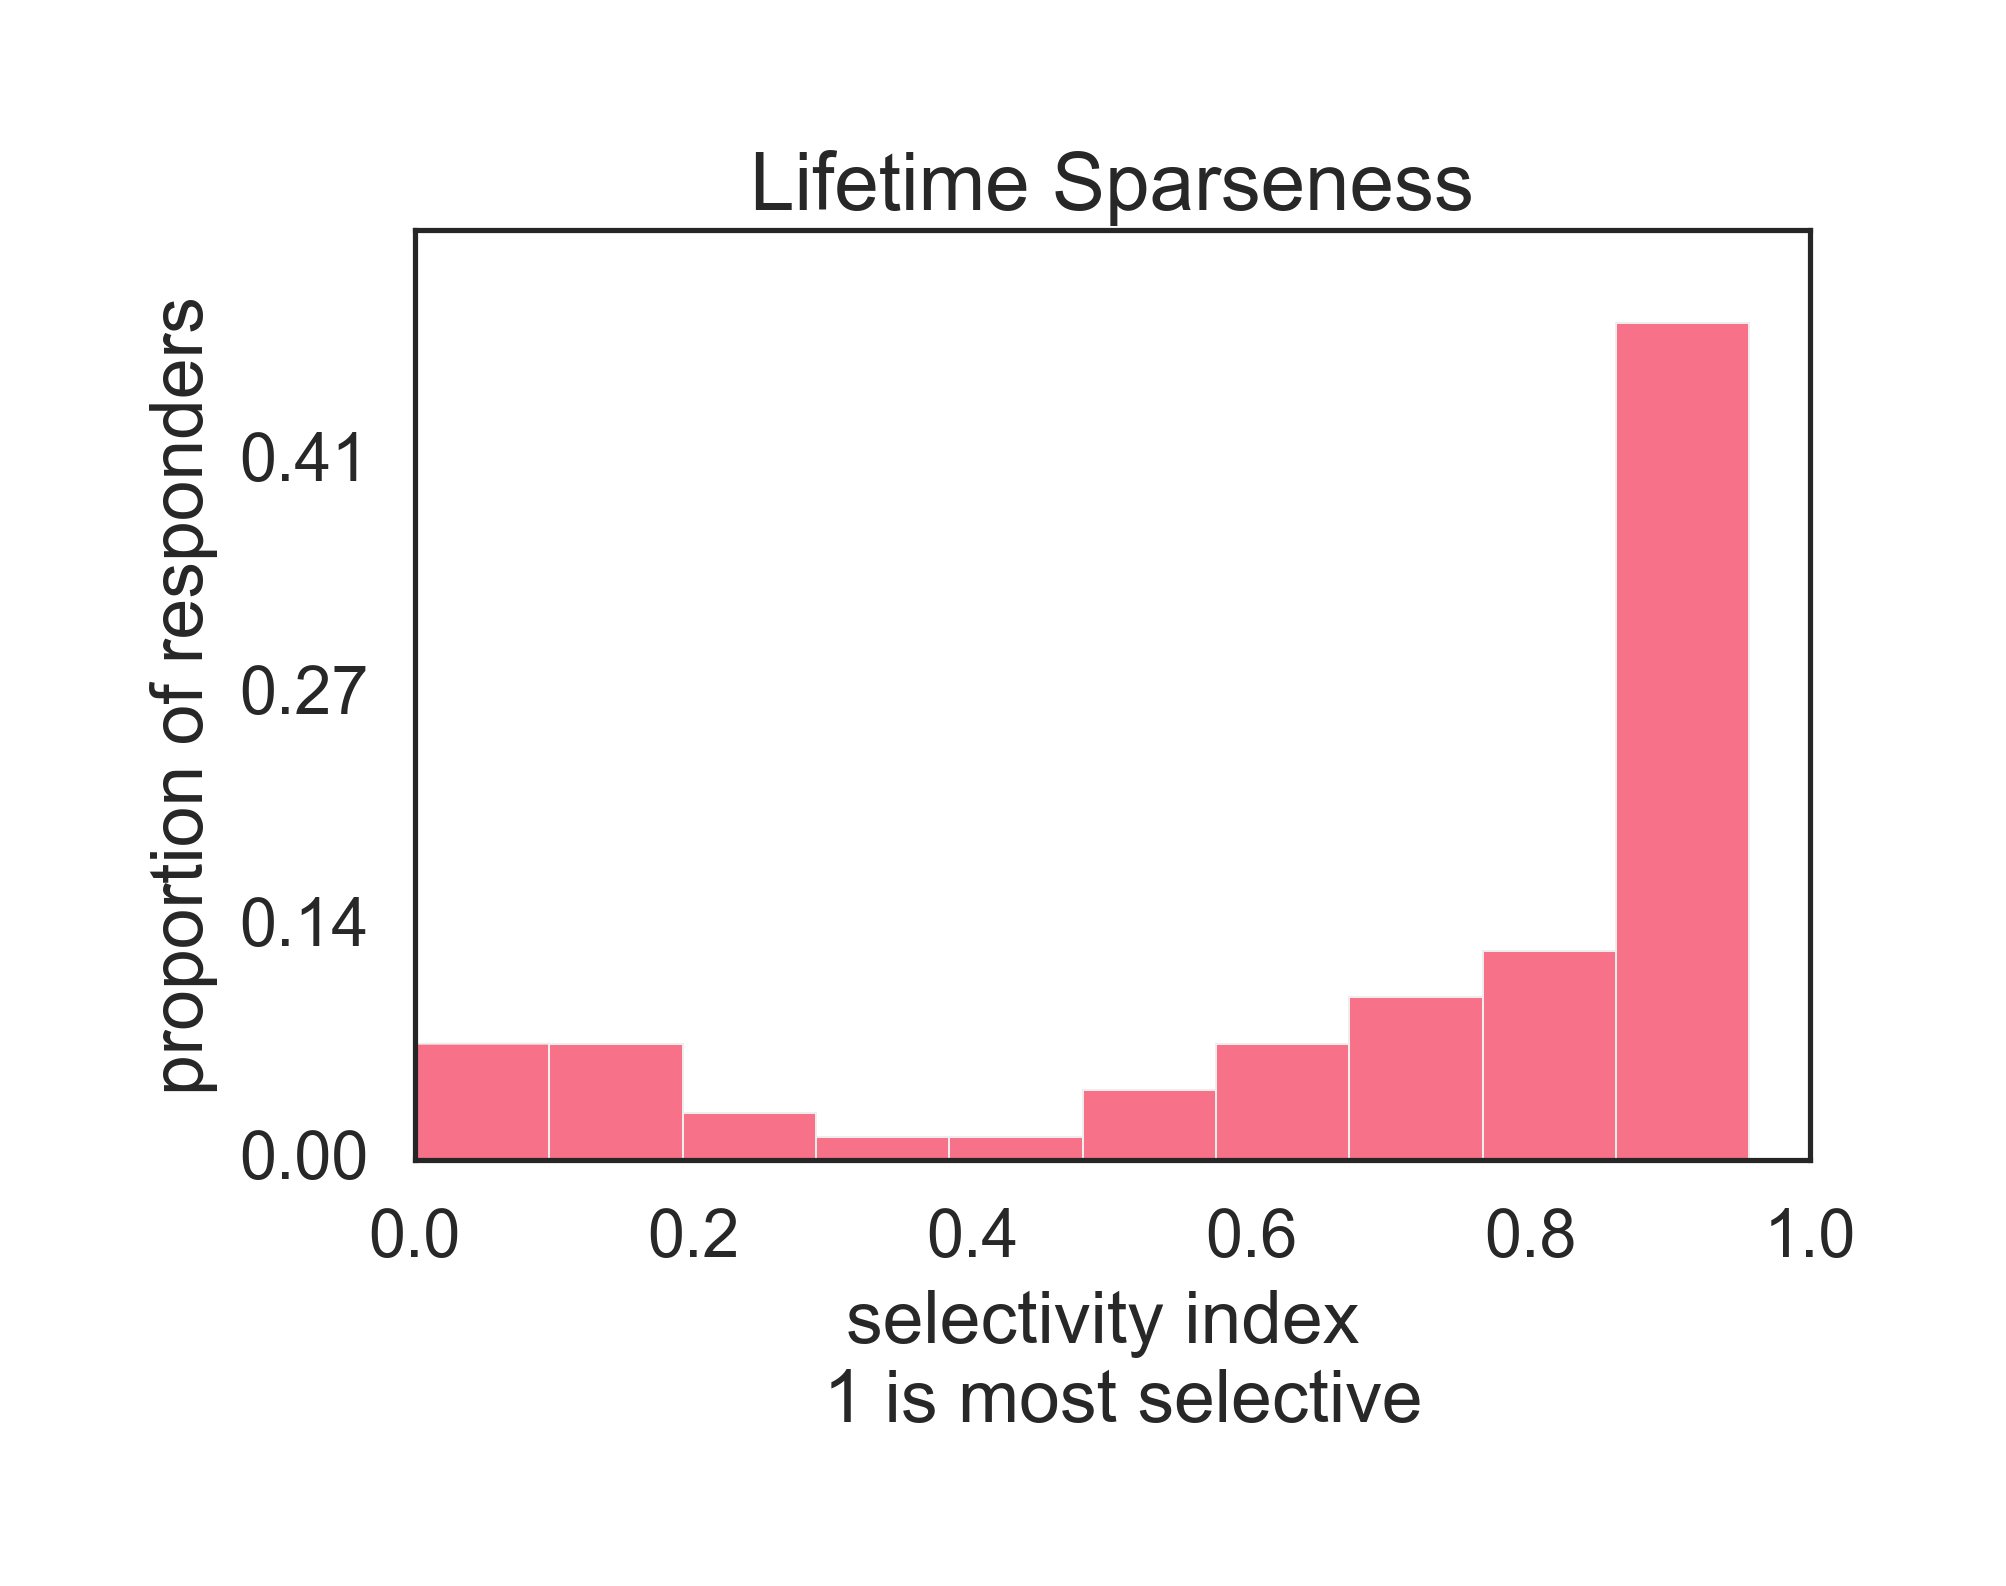 Lifetime Sparseness
proportion of responders
0.41
0.27
0.14
0.00
0.0 0.2 0.4 0.6 0.8 1.0
selectivity index
1 is most selective